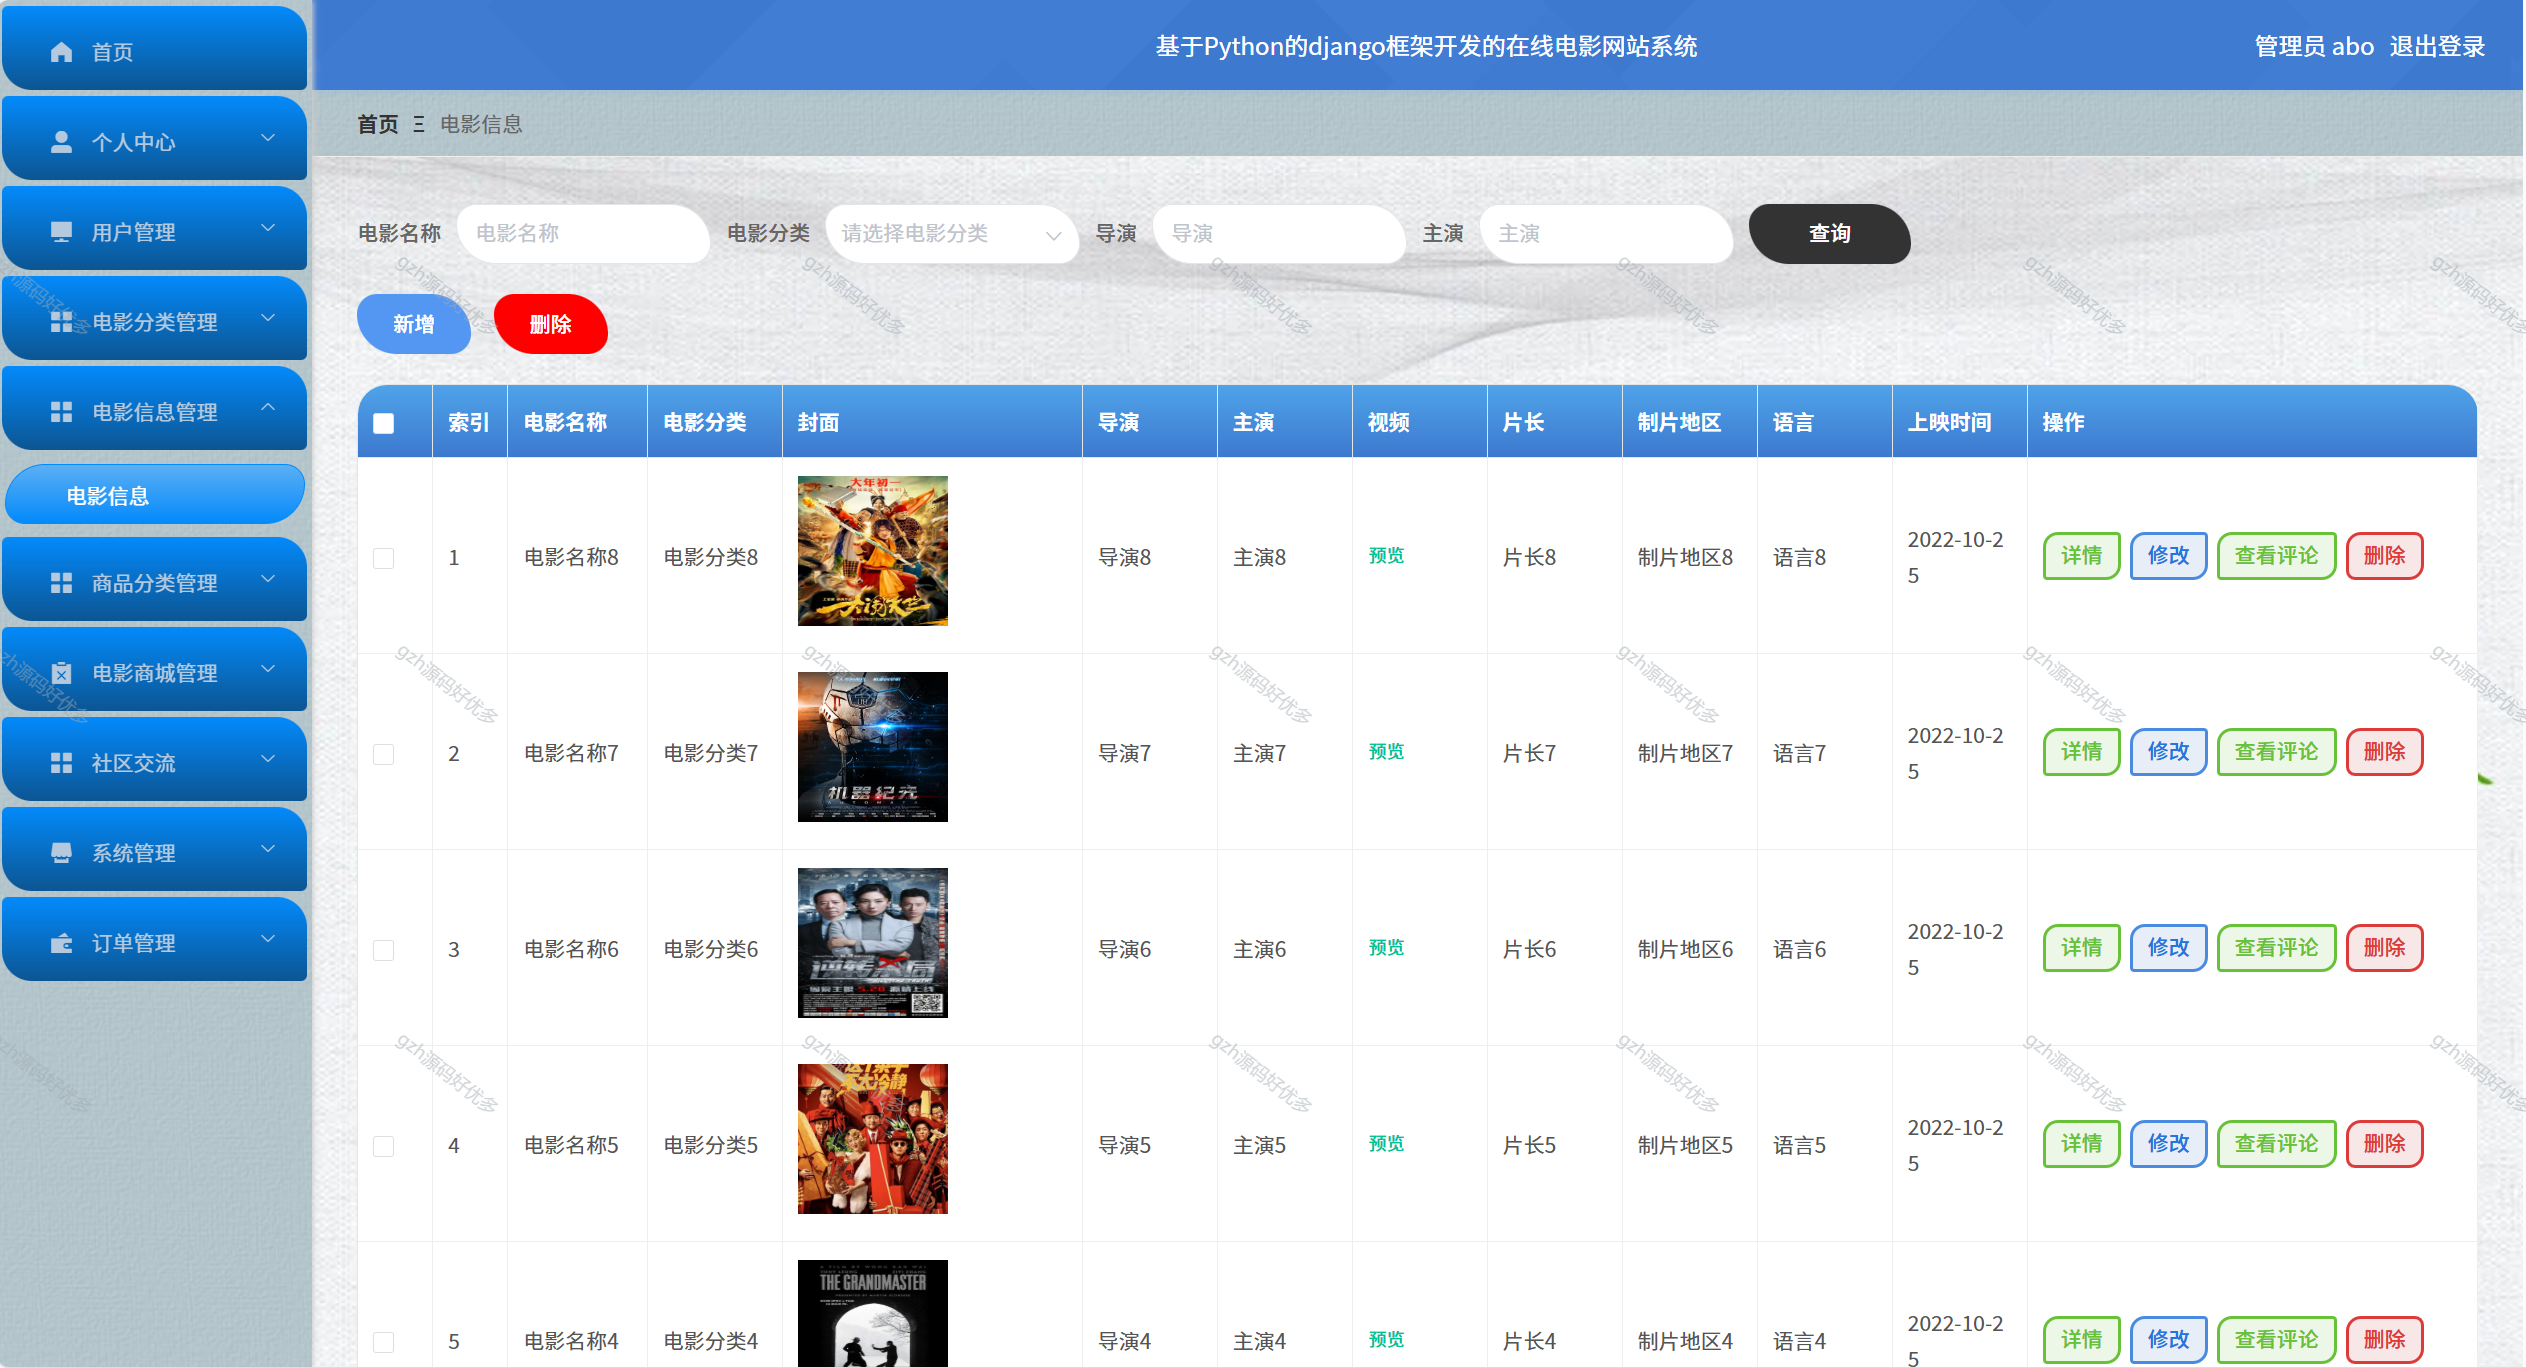 首页
个人中心
用户管理
电影分类管理
电影信息管理
电影信息
商品分类管理
电影商城管理
社区交流
系统管理
订单管理
基于Python的django框架开发的在线电影网站系统
管理员 abo 退出登录
首页 Ξ 电影信息
电影名称 电影名称 电影分类 请选择电影分类 导演 导演 主演 主演 查询
新增 删除
索引 电影名称 电影分类 封面 导演 主演 视频 片长 制片地区 语言 上映时间 操作
大年初一
大闹天竺
1 电影名称8 电影分类8 导演8 主演8 预览 片长8 制片地区8 语言8 2022-10-25 详情 修改 查看评论 删除
机器纪元
AUTOMATA
2 电影名称7 电影分类7 导演7 主演7 预览 片长7 制片地区7 语言7 2022-10-25 详情 修改 查看评论 删除
3 电影名称6 电影分类6 导演6 主演6 预览 片长6 制片地区6 语言6 2022-10-25 详情 修改 查看评论 删除
不太冷静
4 电影名称5 电影分类5 导演5 主演5 预览 片长5 制片地区5 语言5 2022-10-25 详情 修改 查看评论 删除
THE GRANDMASTER
5 电影名称4 电影分类4 导演4 主演4 预览 片长4 制片地区4 语言4 2022-10-25 详情 修改 查看评论 删除
gzh源码好优多